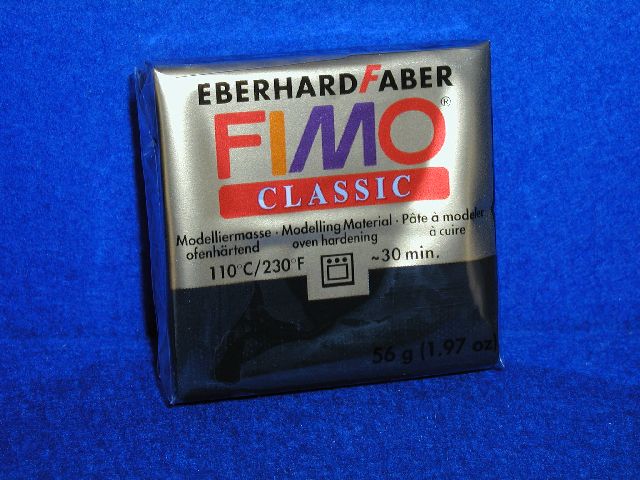 EBERHARD FABER
FIMO®
CLASSIC
Modelliermasse · Modelling Material · Pâte à modeler
ofenhärtend oven hardening à cuire
110°C/230°F ~30 min.
56 g (1.97 oz)